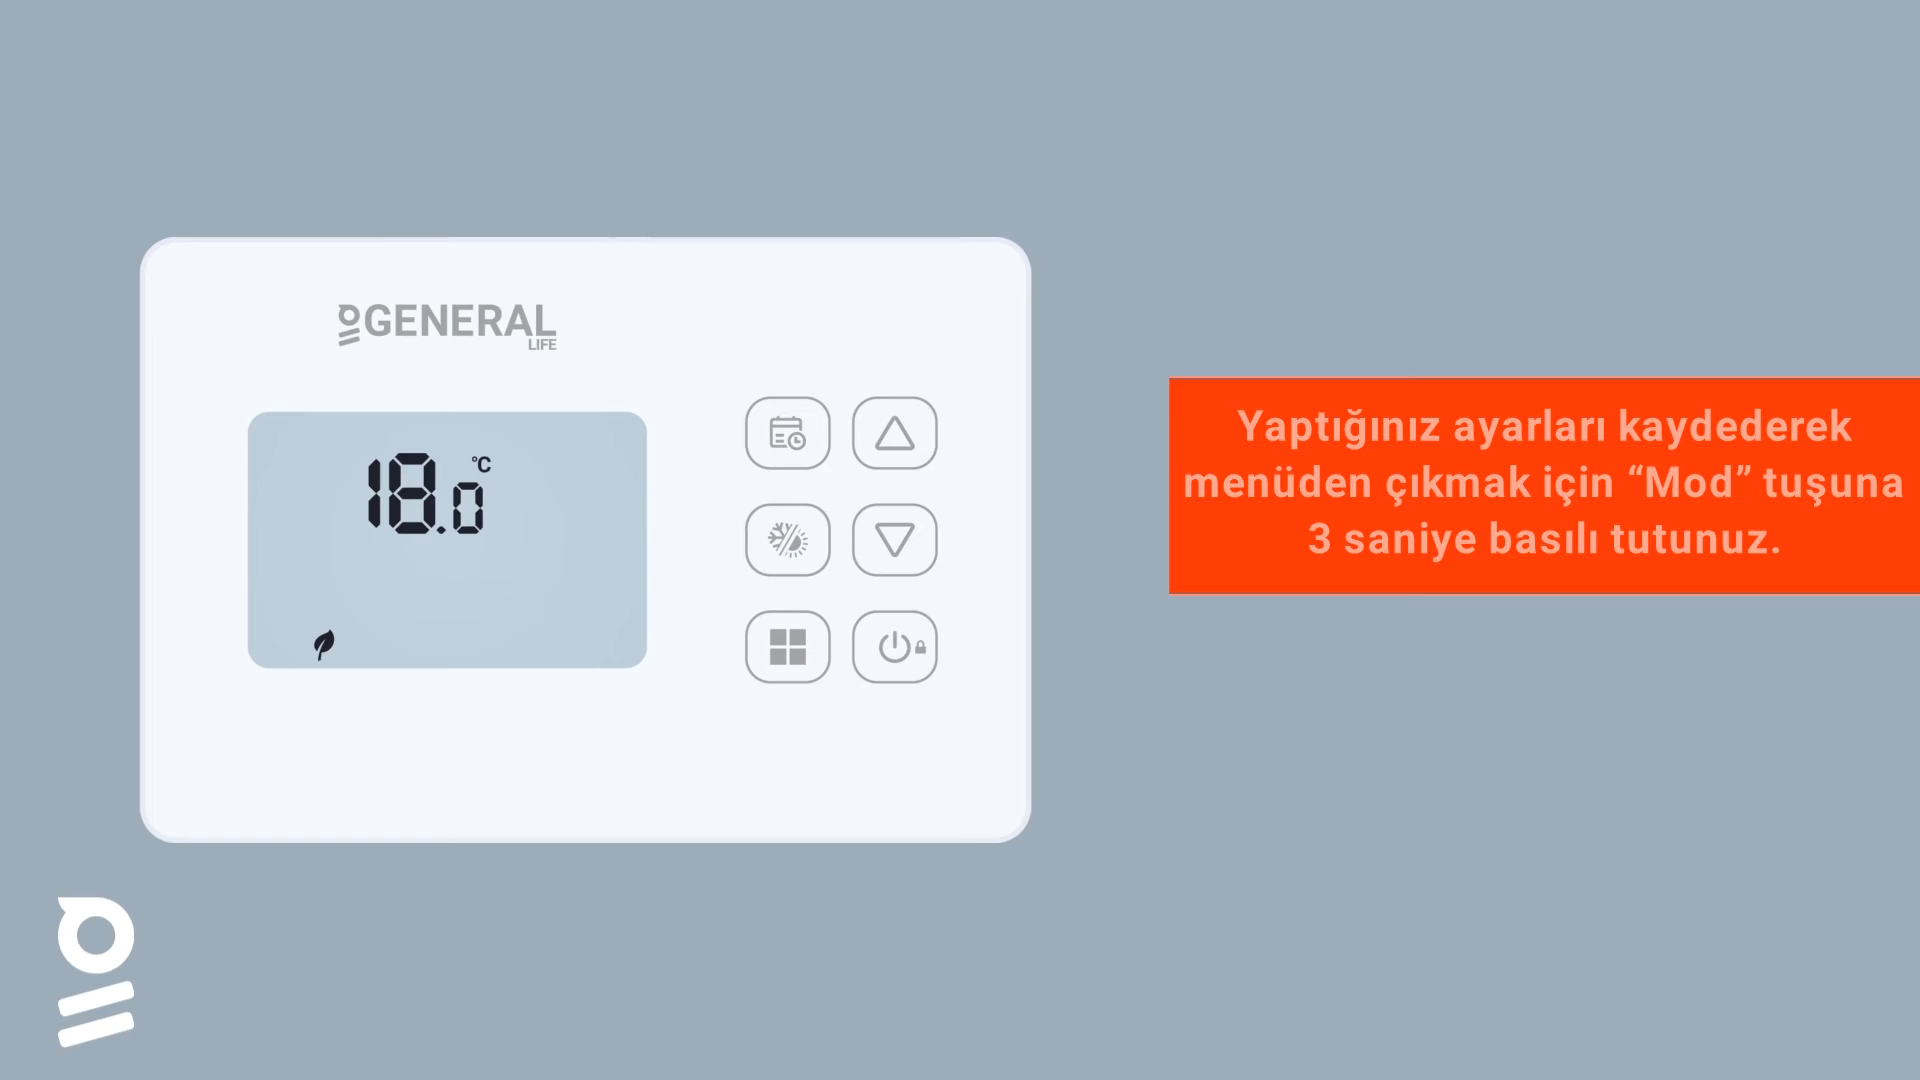 GENERAL
LIFE
18.0 °C
Yaptığınız ayarları kaydederek
menüden çıkmak için “Mod” tuşuna
3 saniye basılı tutunuz.